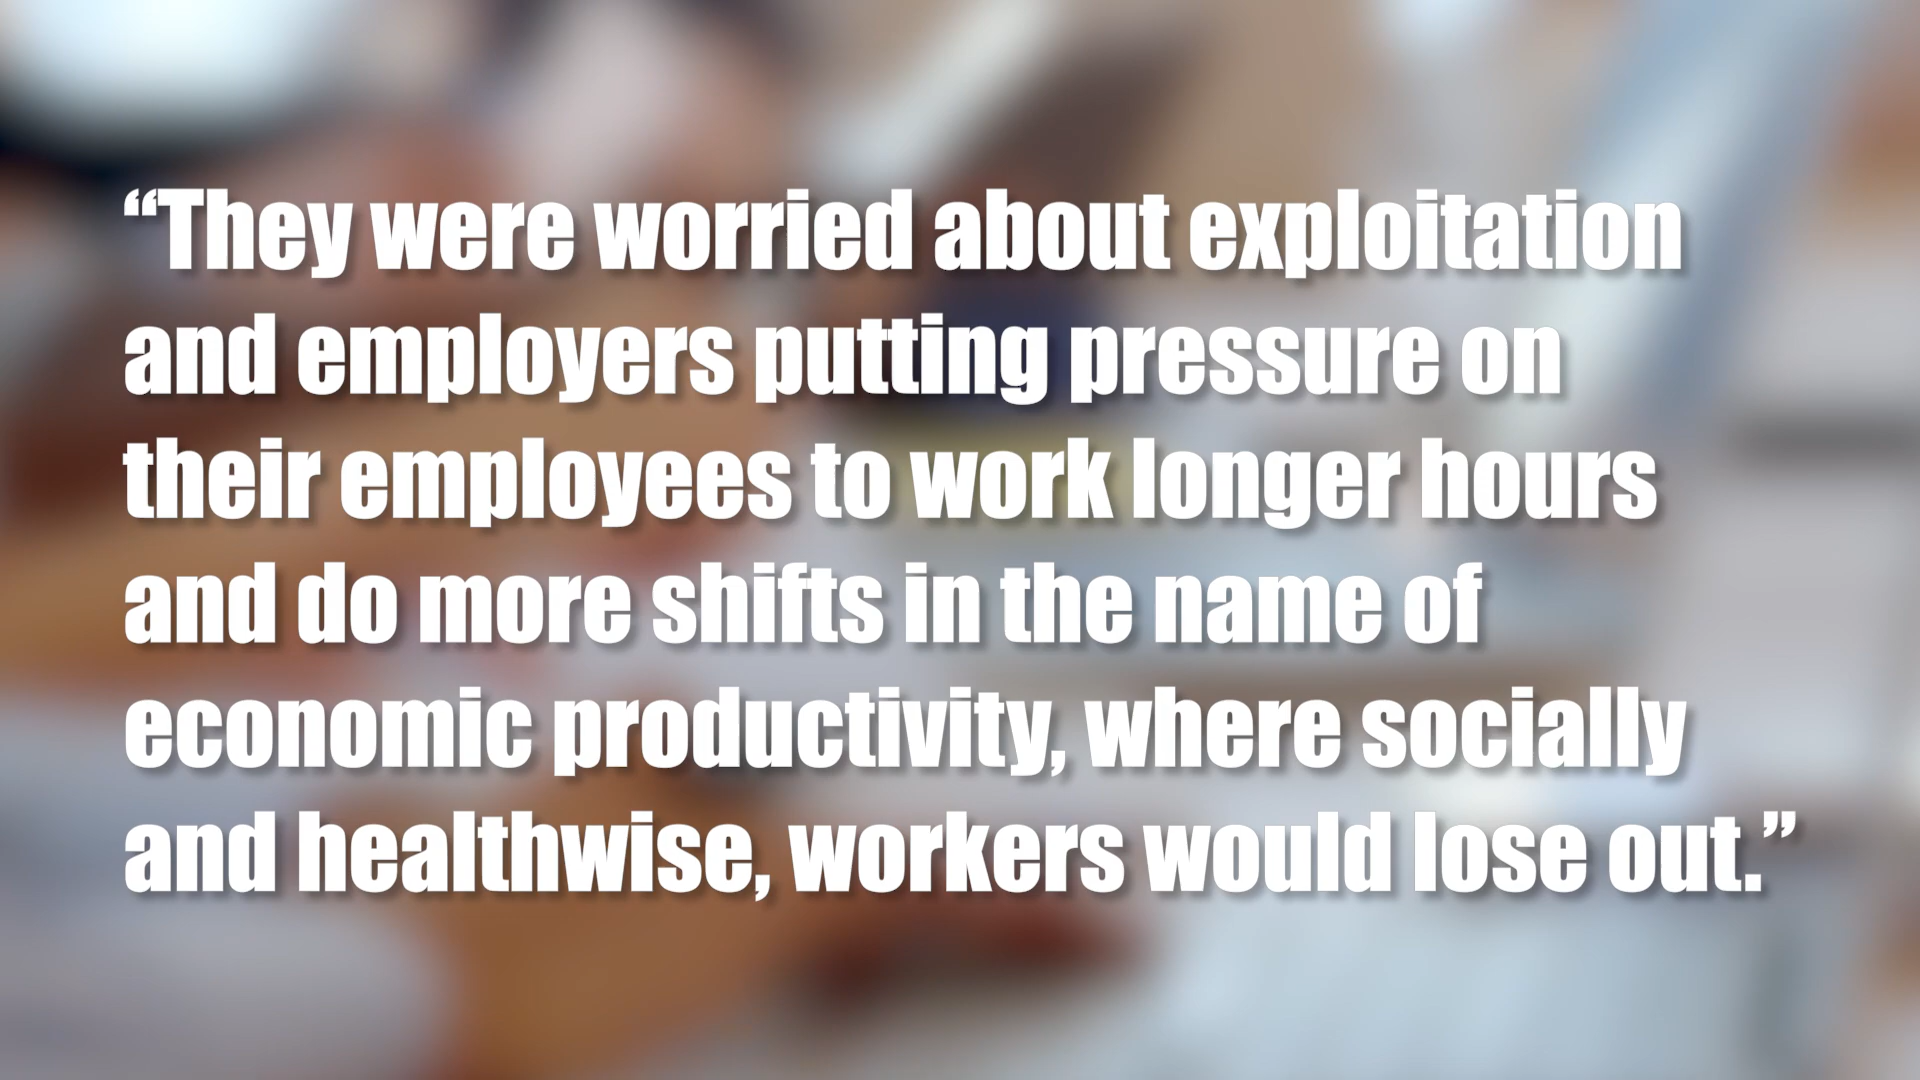 “They were worried about exploitation
and employers putting pressure on
their employees to work longer hours
and do more shifts in the name of
economic productivity, where socially
and healthwise, workers would lose out.”